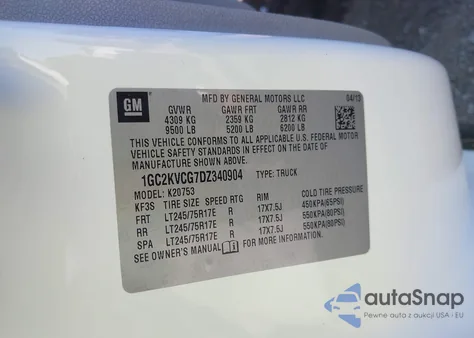 GM
MFD BY GENERAL MOTORS LLC 04/13
GVWR GAWR FRT GAWR RR
4309 KG 2359 KG 2812 KG
9500 LB 5200 LB 6200 LB
THIS VEHICLE CONFORMS TO ALL APPLICABLE U.S. FEDERAL MOTOR
VEHICLE SAFETY STANDARDS IN EFFECT ON THE DATE OF
MANUFACTURE SHOWN ABOVE.
1GC2KVCG7DZ340904 TYPE: TRUCK
MODEL: K20753
KF3S TIRE SIZE SPEED RTG RIM COLD TIRE PRESSURE
FRT LT245/75R17E R 17X7.5J 450KPA(65PSI)
RR LT245/75R17E R 17X7.5J 550KPA(80PSI)
SPA LT245/75R17E R 17X7.5J 550KPA(80PSI)
SEE OWNER'S MANUAL FOR MORE INFORMATION.
autoSnap
Pewne auta z aukcji USA - EU